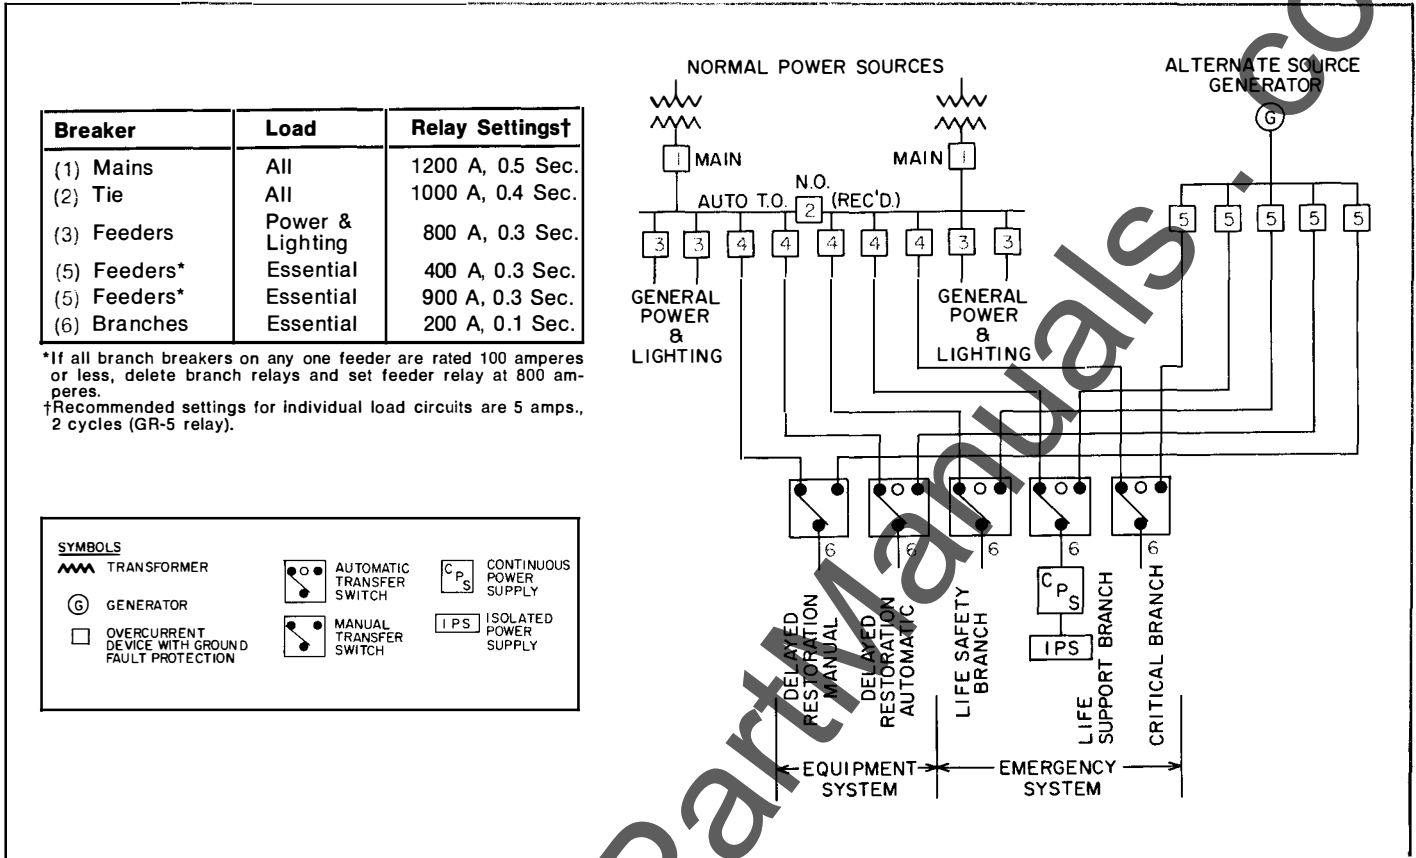 Breaker Load Relay Settings†
(1) Mains All 1200 A, 0.5 Sec.
(2) Tie All 1000 A, 0.4 Sec.
(3) Feeders Power & Lighting 800 A, 0.3 Sec.
(5) Feeders* Essential 400 A, 0.3 Sec.
(5) Feeders* Essential 900 A, 0.3 Sec.
(6) Branches Essential 200 A, 0.1 Sec.
*If all branch breakers on any one feeder are rated 100 amperes
or less, delete branch relays and set feeder relay at 800 am-
peres.
†Recommended settings for individual load circuits are 5 amps.,
2 cycles (GR-5 relay).
SYMBOLS
TRANSFORMER
G GENERATOR
OVERCURRENT
DEVICE WITH GROUND
FAULT PROTECTION
AUTOMATIC
TRANSFER
SWITCH
MANUAL
TRANSFER
SWITCH
CPS
CONTINUOUS
POWER
SUPPLY
IPS
ISOLATED
POWER
SUPPLY
NORMAL POWER SOURCES
ALTERNATE SOURCE
GENERATOR
G
1 MAIN
MAIN 1
N.O.
AUTO T.O. 2 (REC'D.)
3 3 4 4 4 4 4 3 3
5 5 5 5 5
GENERAL
POWER
&
LIGHTING
GENERAL
POWER
&
LIGHTING
6 6 6 6 6
CPS
IPS
DELAYED
RESTORATION
MANUAL
DELAYED
RESTORATION
AUTOMATIC
LIFE SAFETY
BRANCH
LIFE
SUPPORT BRANCH
CRITICAL BRANCH
EQUIPMENT
SYSTEM
EMERGENCY
SYSTEM
PartManuals.co